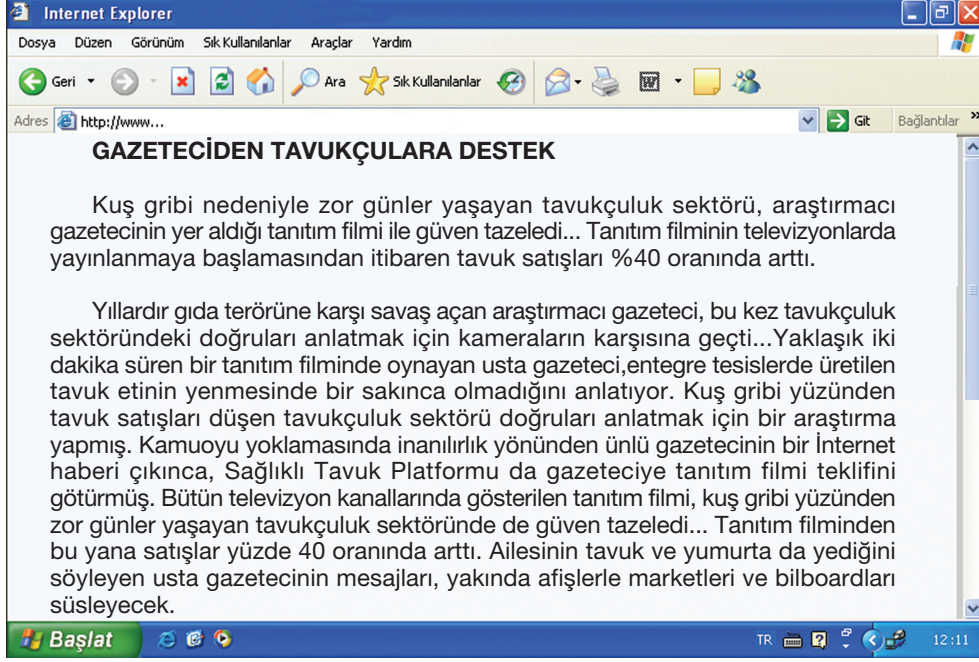 Internet Explorer
Dosya Düzen Görünüm Sık Kullanılanlar Araçlar Yardım
Geri Ara Sık Kullanılanlar
Adres http://www... Git Bağlantılar »
GAZETECİDEN TAVUKÇULARA DESTEK
Kuş gribi nedeniyle zor günler yaşayan tavukçuluk sektörü, araştırmacı
gazetecinin yer aldığı tanıtım filmi ile güven tazeledi... Tanıtım filminin televizyonlarda
yayınlanmaya başlamasından itibaren tavuk satışları %40 oranında arttı.
Yıllardır gıda terörüne karşı savaş açan araştırmacı gazeteci, bu kez tavukçuluk
sektöründeki doğruları anlatmak için kameraların karşısına geçti...Yaklaşık iki
dakika süren bir tanıtım filminde oynayan usta gazeteci,entegre tesislerde üretilen
tavuk etinin yenmesinde bir sakınca olmadığını anlatıyor. Kuş gribi yüzünden
tavuk satışları düşen tavukçuluk sektörü doğruları anlatmak için bir araştırma
yapmış. Kamuoyu yoklamasında inanılırlık yönünden ünlü gazetecinin bir İnternet
haberi çıkınca, Sağlıklı Tavuk Platformu da gazeteciye tanıtım filmi teklifini
götürmüş. Bütün televizyon kanallarında gösterilen tanıtım filmi, kuş gribi yüzünden
zor günler yaşayan tavukçuluk sektöründe de güven tazeledi... Tanıtım filminden
bu yana satışlar yüzde 40 oranında arttı. Ailesinin tavuk ve yumurta da yediğini
söyleyen usta gazetecinin mesajları, yakında afişlerle marketleri ve bilboardları
süsleyecek.
Başlat TR 12:11